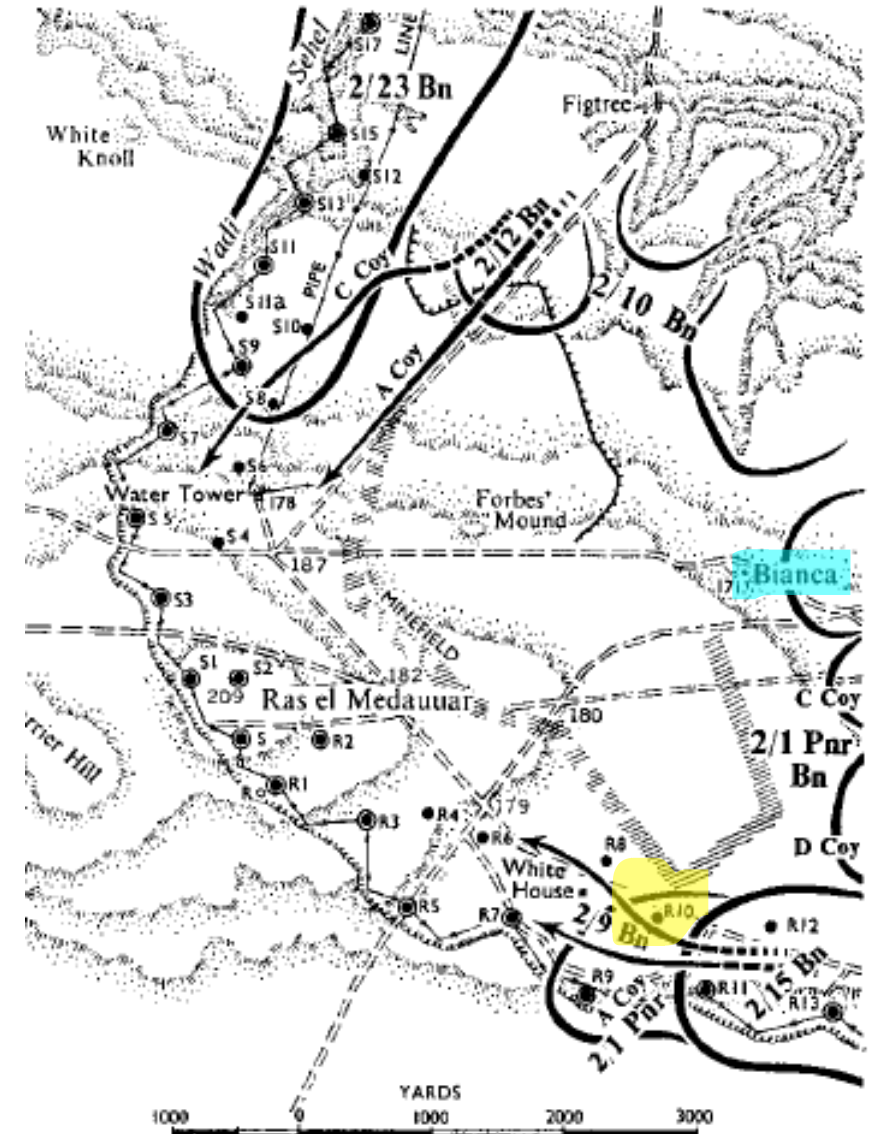 S17
LINE
Sehel
2/23 Bn
Figtree
White
Knoll
S15
S12
S13
Wadi
S11
2/12 Bn
PIPE
C Coy
2/10 Bn
S11a
S10
S9
A Coy
S8
S7
S6
Water Tower
178
Forbes'
Mound
S5
S4
187
Bianca
171
S3
MINEFIELD
S1
S2
182
209
Ras el Medauuar
C Coy
180
2/1 Pnr
Bn
S
R2
rrier Hill
R1
Ro
179
R3
R4
R6
D Coy
R8
White
House
R5
R7
2/9 Bn
R10
R12
R9
A Coy
2/1 Pnr
R11
2/15 Bn
R13
YARDS
1000 0 1000 2000 3000